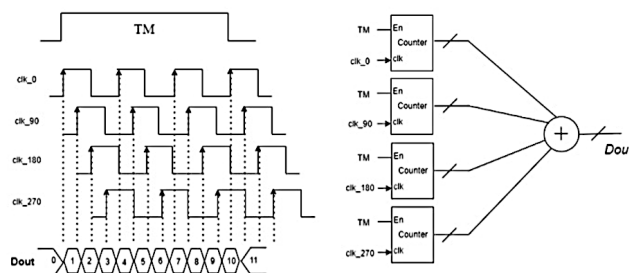 TM
clk_0
clk_90
clk_180
clk_270
Dout 0 1 2 3 4 5 6 7 8 9 10 11
TM En
Counter
clk_0 clk
TM En
Counter
clk_90 clk
TM En
Counter
clk_180 clk
TM En
Counter
clk_270 clk
+
Dou